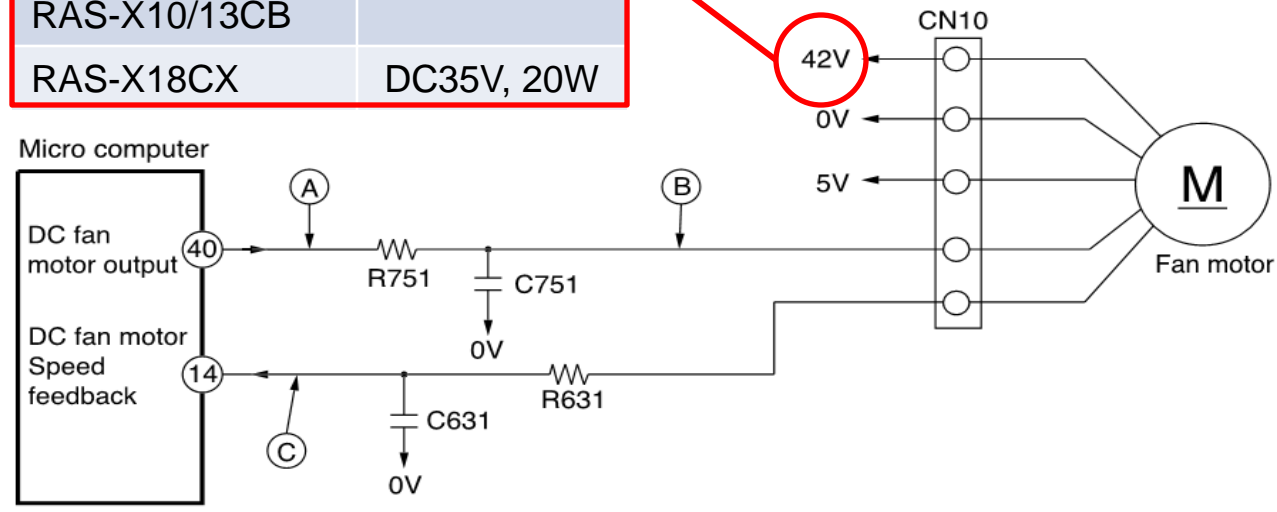 RAS-X10/13CB
RAS-X18CX DC35V, 20W
CN10
42V
0V
5V
Micro computer
A
B
M
DC fan
motor output
40
R751
C751
0V
Fan motor
DC fan motor
Speed
feedback
14
R631
C631
C
0V